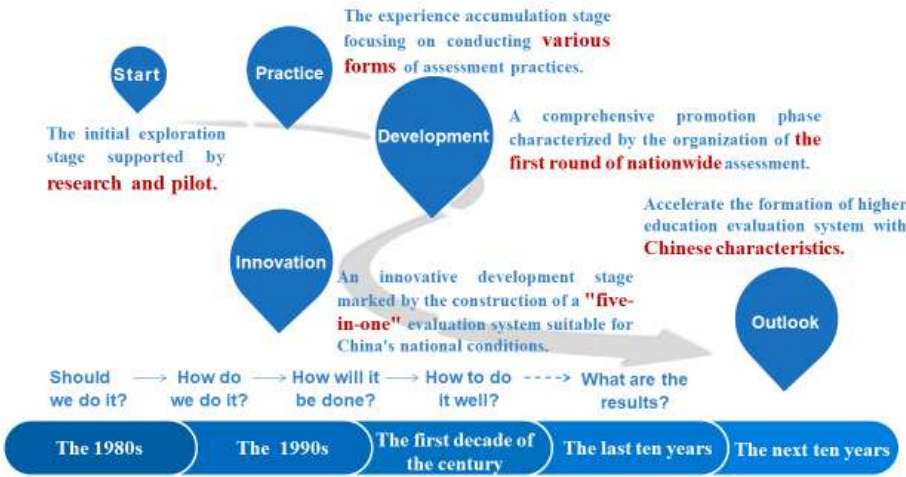 Start
The initial exploration
stage supported by
research and pilot.
Practice
The experience accumulation stage
focusing on conducting various
forms of assessment practices.
Development
A comprehensive promotion phase
characterized by the organization of the
first round of nationwide assessment.
Innovation
An innovative development stage
marked by the construction of a "five-
in-one" evaluation system suitable for
China's national conditions.
Accelerate the formation of higher
education evaluation system with
Chinese characteristics.
Outlook
Should
we do it?
How do
we do it?
How will it
be done?
How to do
it well?
What are the
results?
The 1980s
The 1990s
The first decade of
the century
The last ten years
The next ten years